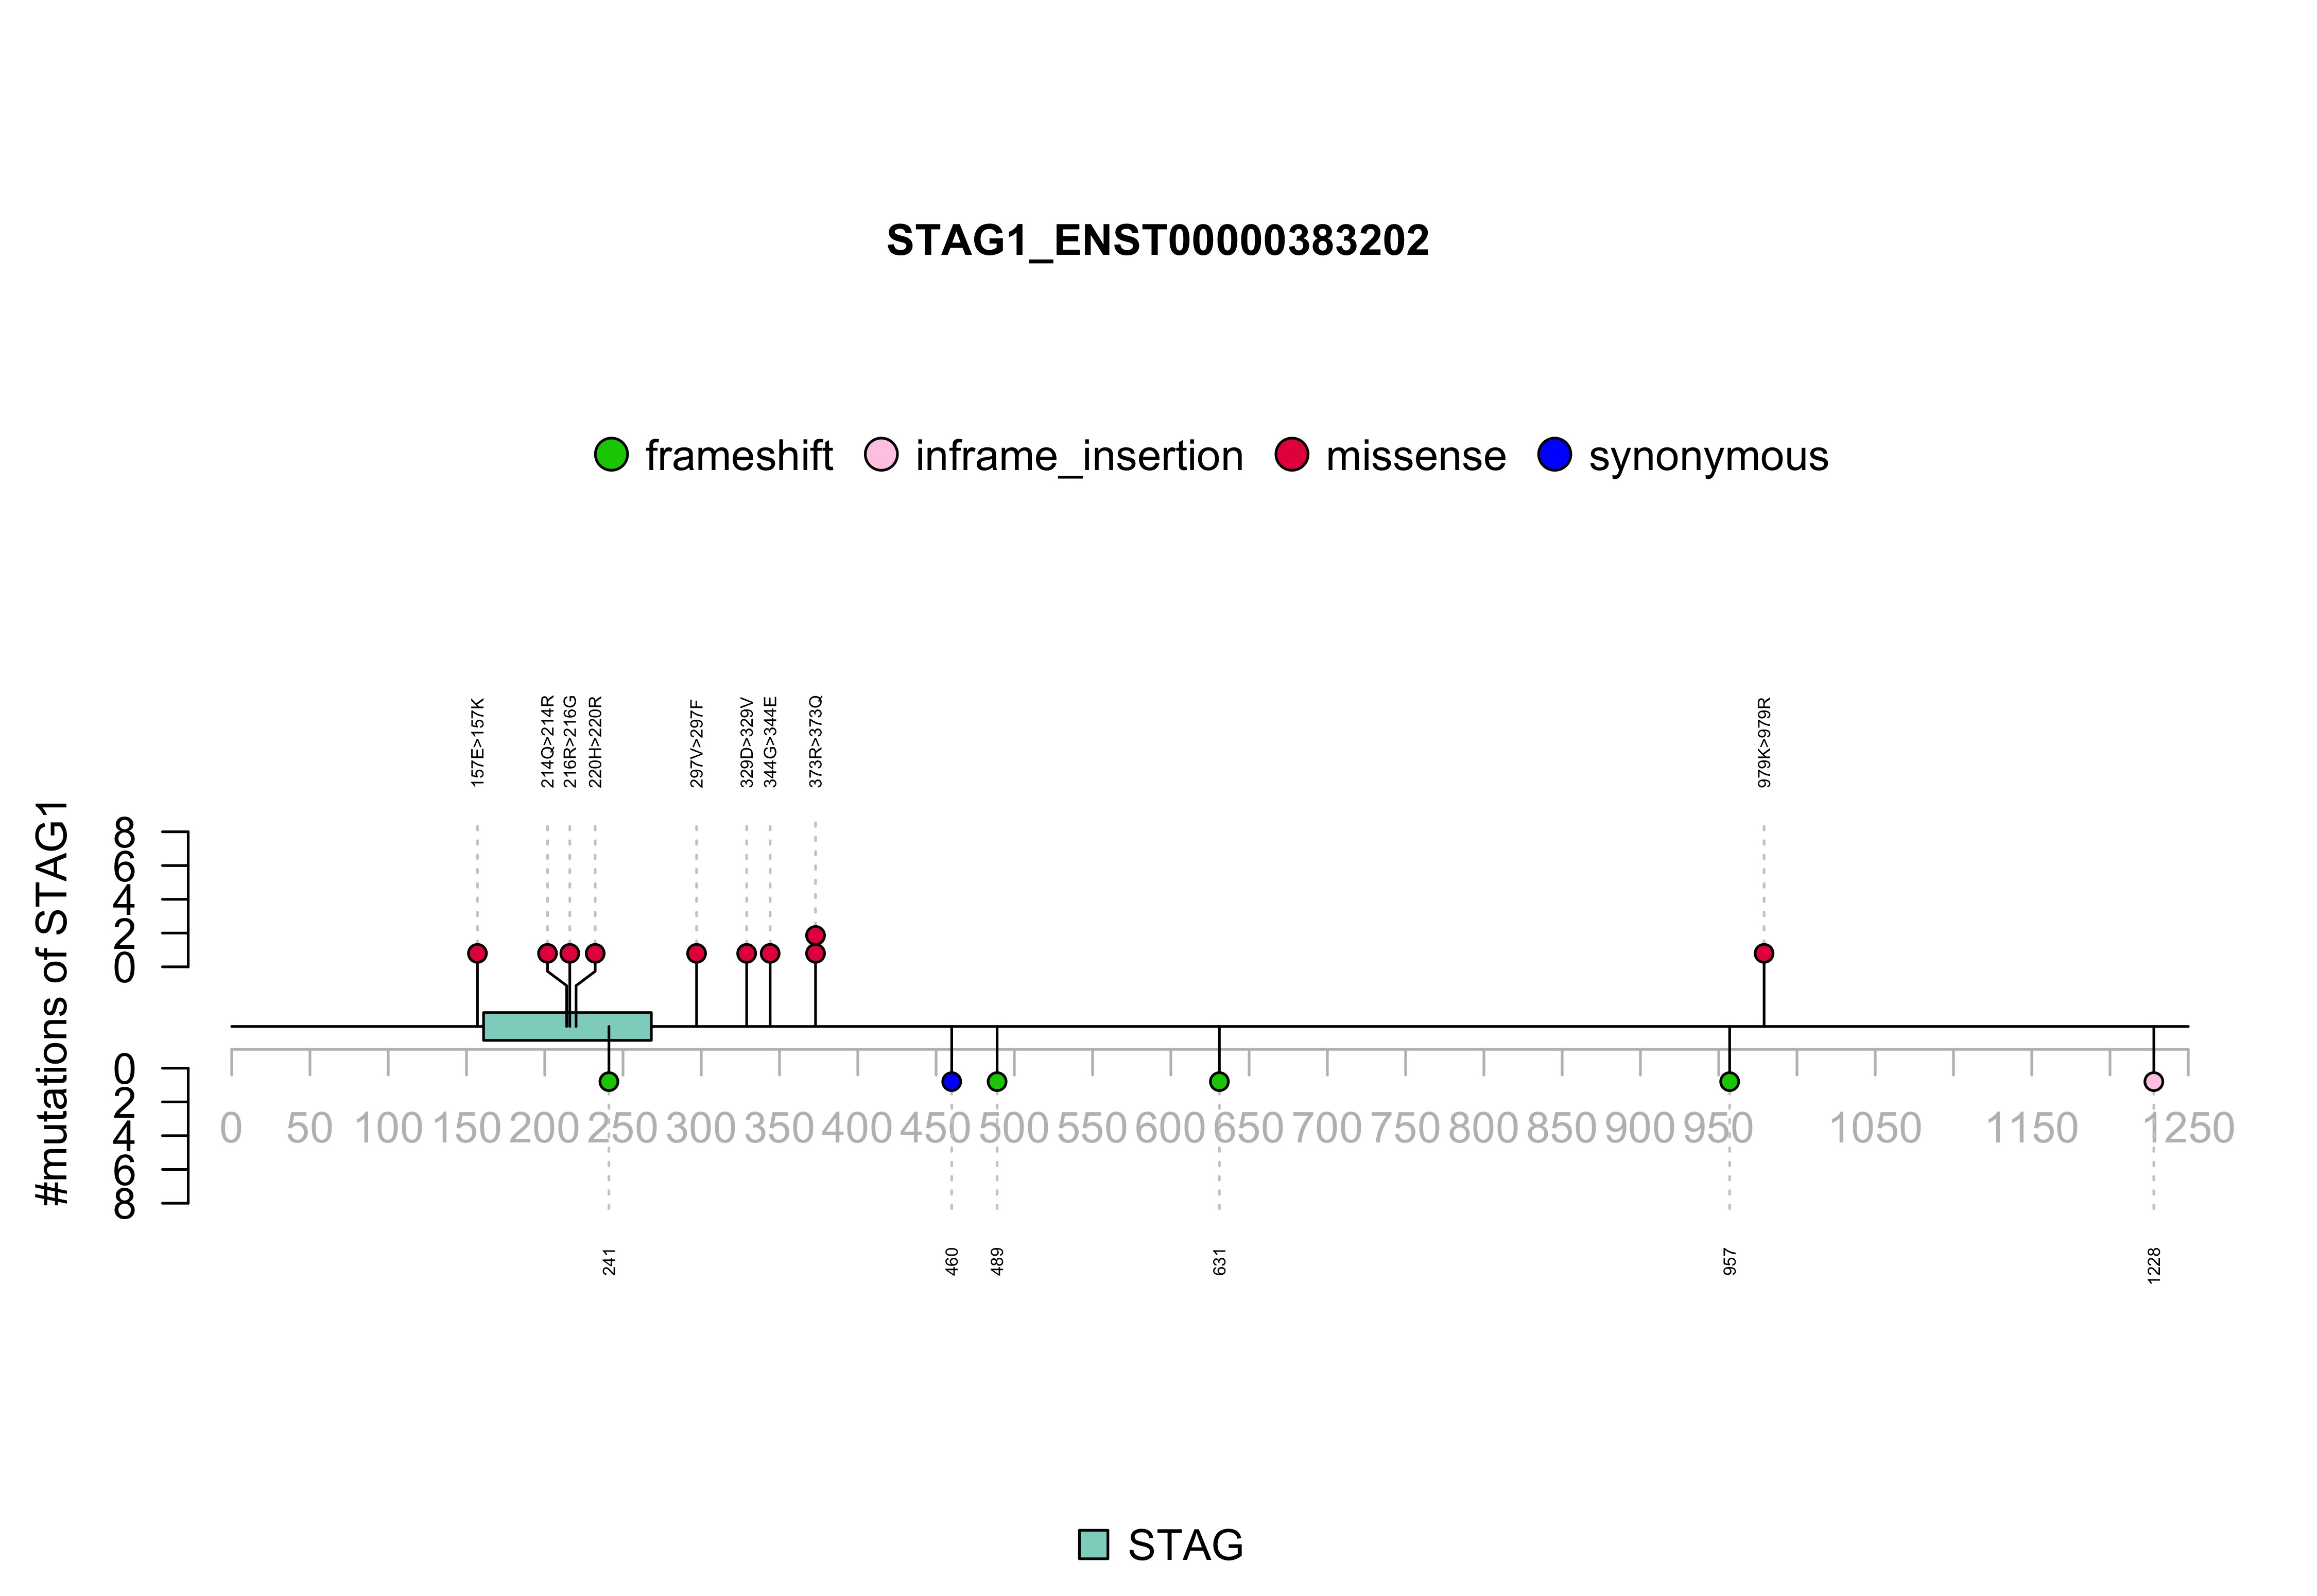 STAG1_ENST00000383202
frameshift inframe_insertion missense synonymous
157E>157K 214Q>214R 216R>216G 220H>220R 297V>297F 329D>329V 344G>344E 373R>373Q 979K>979R
#mutations of STAG1
8
6
4
2
0
0
2
4
6
8
0 50 100 150 200 250 300 350 400 450 500 550 600 650 700 750 800 850 900 950 1050 1150 1250
241 460 489 631 957 1228
STAG